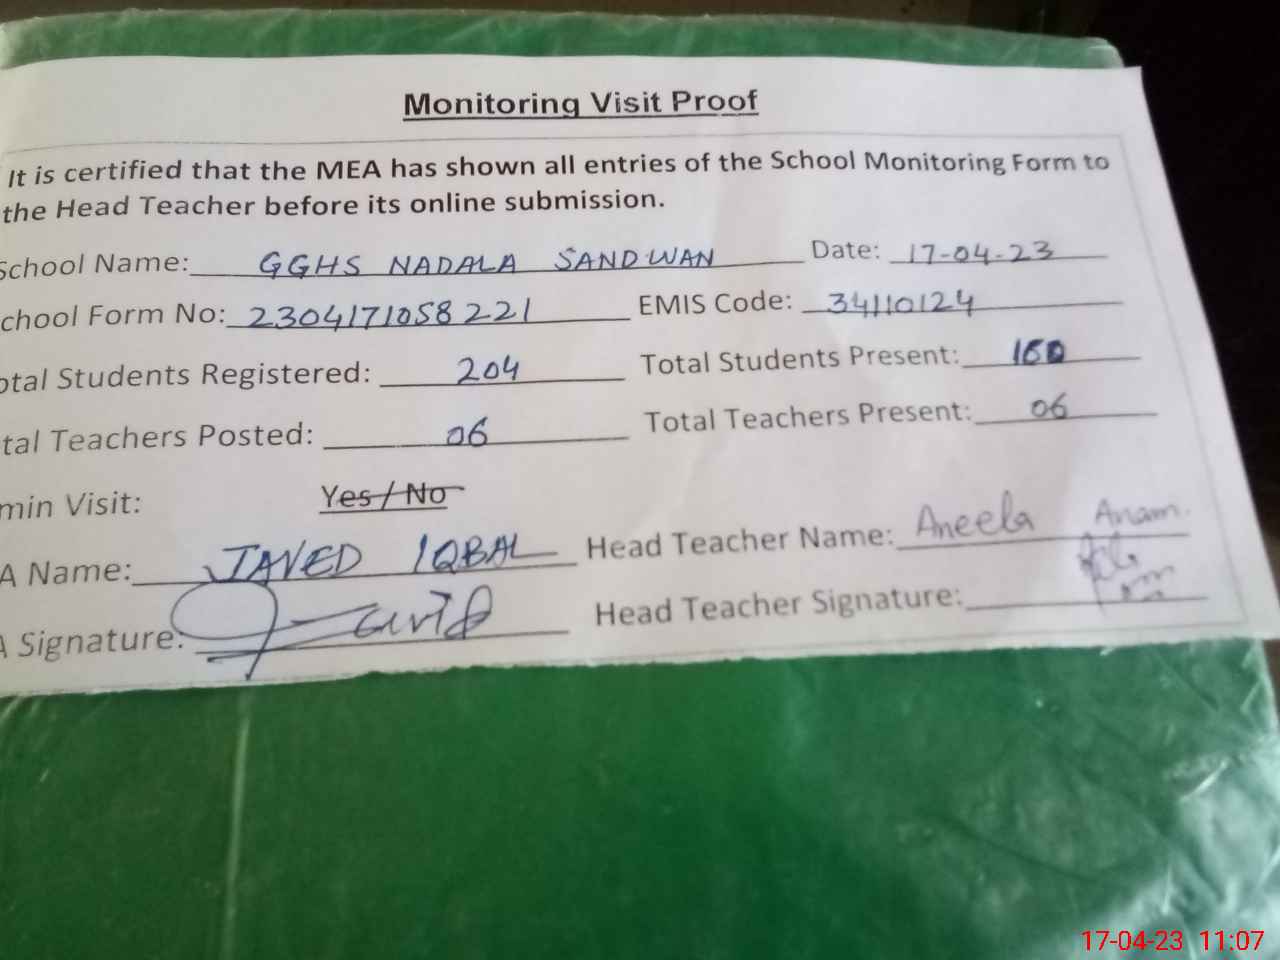 Monitoring Visit Proof
It is certified that the MEA has shown all entries of the School Monitoring Form to
the Head Teacher before its online submission.
School Name: GGHS NADALA SANDWAN Date: 17-04-23
chool Form No: 2304171058221 EMIS Code: 34110124
otal Students Registered: 204 Total Students Present: 160
tal Teachers Posted: 06 Total Teachers Present: 06
min Visit: Yes / No
A Name: JAVED IQBAL Head Teacher Name: Aneela Anam.
A Signature: Head Teacher Signature:
17-04-23 11:07